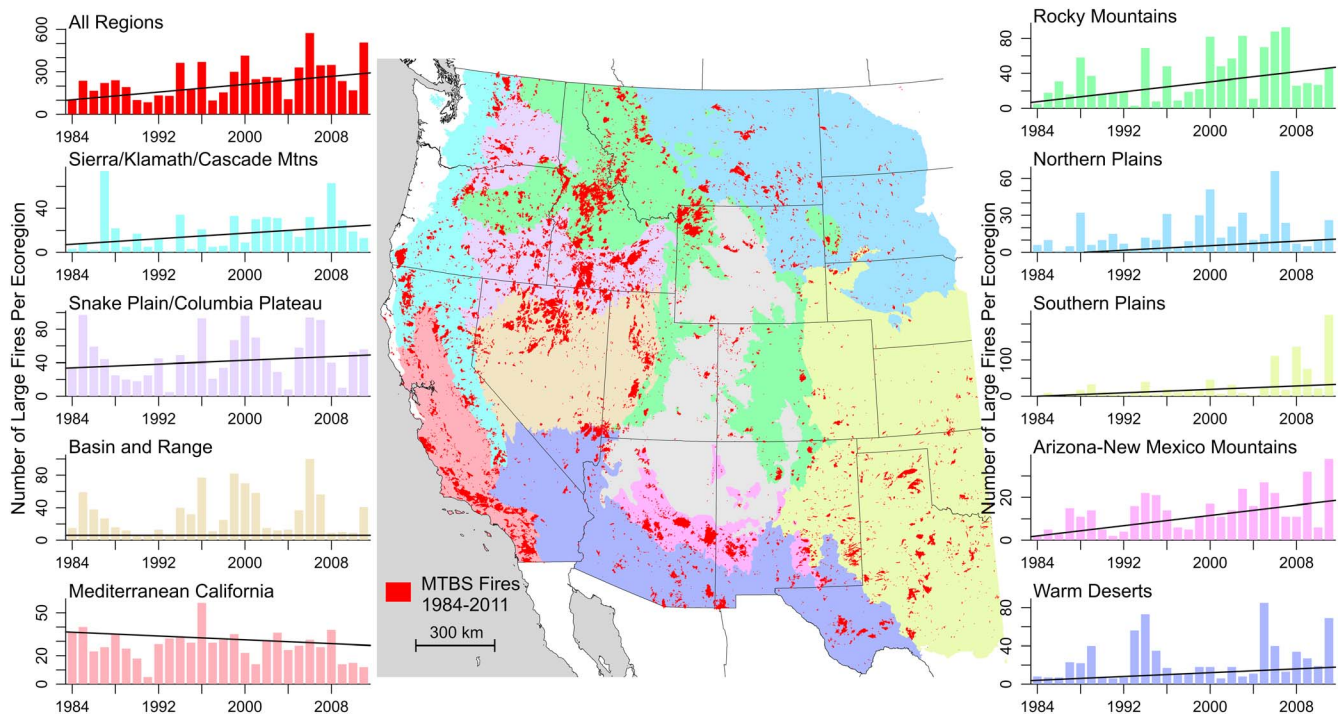 Number of Large Fires Per Ecoregion
All Regions
600
300
0
1984 1992 2000 2008
Sierra/Klamath/Cascade Mtns
40
0
1984 1992 2000 2008
Snake Plain/Columbia Plateau
80
40
0
1984 1992 2000 2008
Basin and Range
80
40
0
1984 1992 2000 2008
Mediterranean California
50
20
0
1984 1992 2000 2008
MTBS Fires
1984-2011
300 km
Number of Large Fires Per Ecoregion
Rocky Mountains
80
40
0
1984 1992 2000 2008
Northern Plains
60
30
0
1984 1992 2000 2008
Southern Plains
100
0
1984 1992 2000 2008
Arizona-New Mexico Mountains
20
0
1984 1992 2000 2008
Warm Deserts
80
40
0
1984 1992 2000 2008